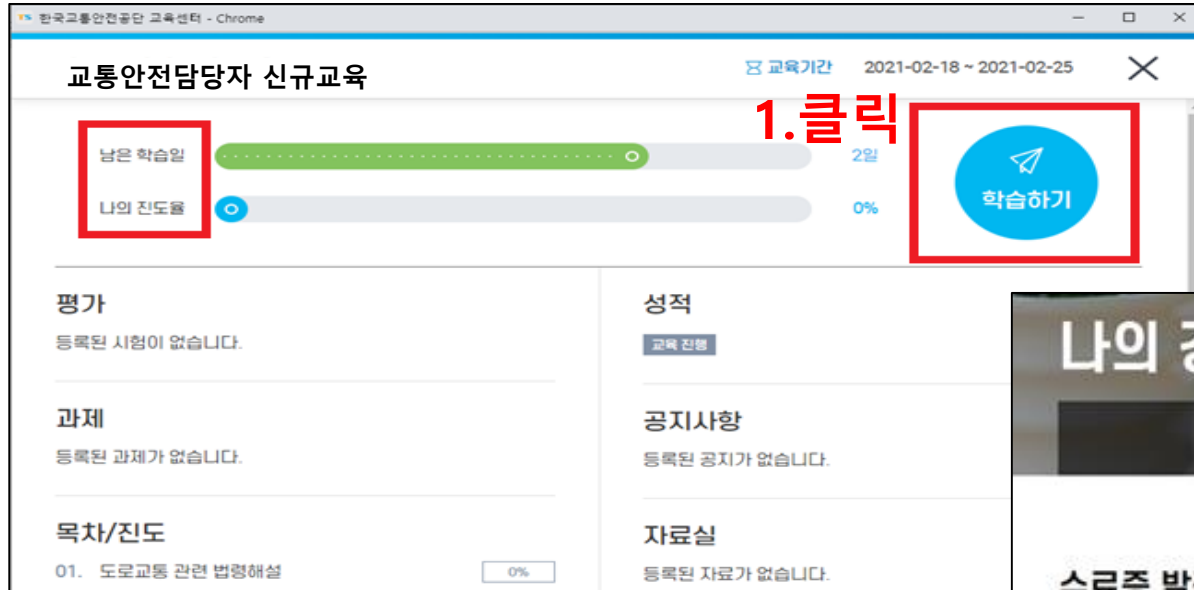 TS 한국교통안전공단 교육센터 - Chrome
교통안전담당자 신규교육
교육기간 2021-02-18 ~ 2021-02-25
1.클릭
남은 학습일
2일
나의 진도율
0%
학습하기
평가
등록된 시험이 없습니다.
성적
교육 진행
과제
등록된 과제가 없습니다.
공지사항
등록된 공지가 없습니다.
목차/진도
01. 도로교통 관련 법령해설
0%
자료실
등록된 자료가 없습니다.
나의